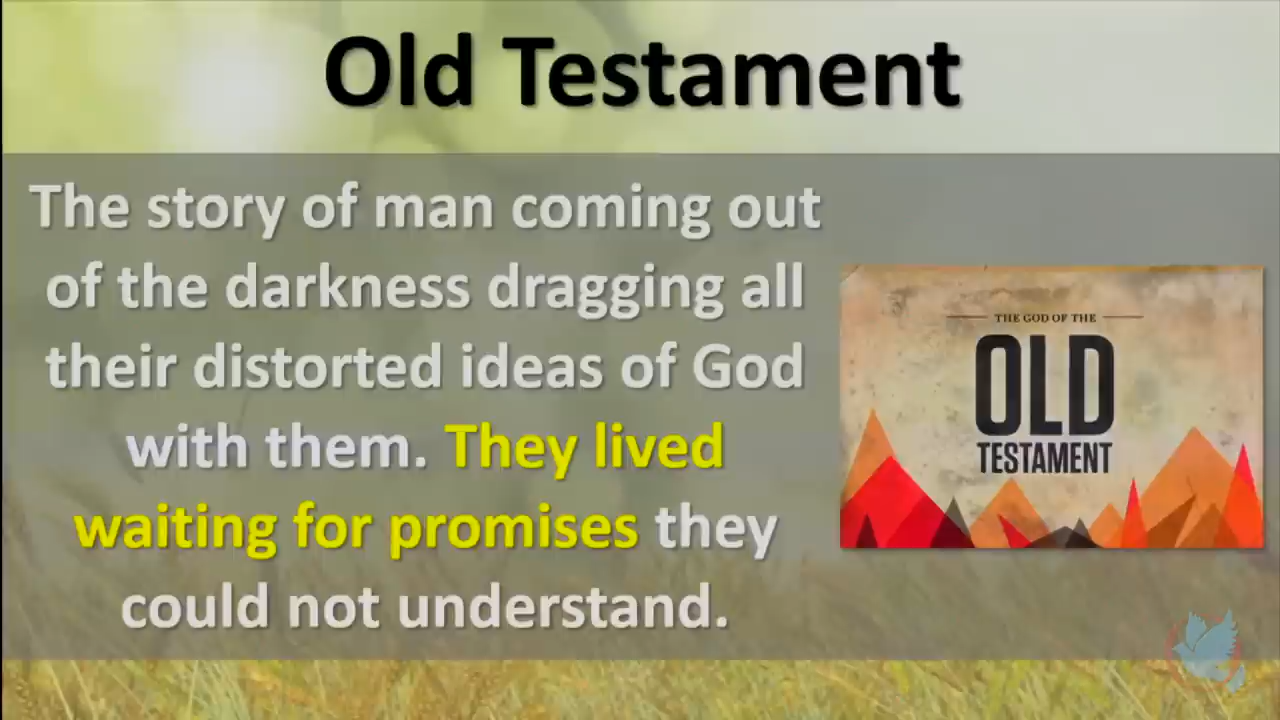 Old Testament
The story of man coming out
of the darkness dragging all
their distorted ideas of God
with them. They lived
waiting for promises they
could not understand.
THE GOD OF THE
OLD
TESTAMENT